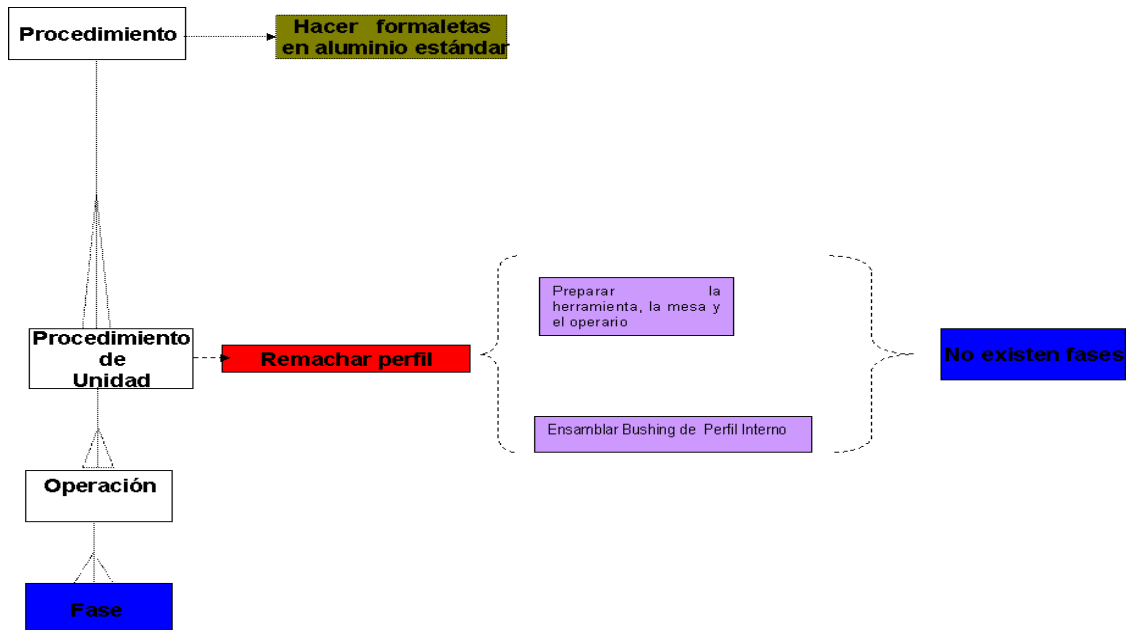 Procedimiento
Hacer formaletas
en aluminio estándar
Procedimiento
de
Unidad
Remachar perfil
Preparar la
herramienta, la mesa y
el operario
Ensamblar Bushing de Perfil Interno
No existen fases
Operación
Fase